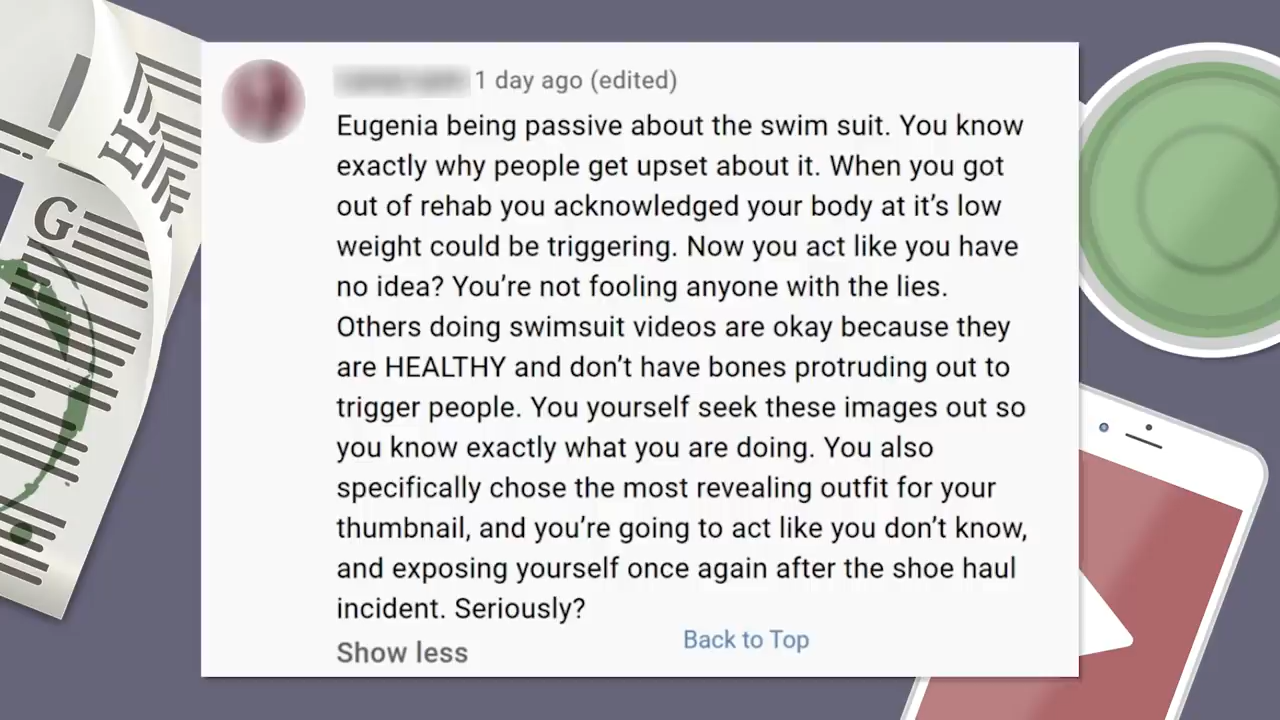 1 day ago (edited)
Eugenia being passive about the swim suit. You know
exactly why people get upset about it. When you got
out of rehab you acknowledged your body at it’s low
weight could be triggering. Now you act like you have
no idea? You’re not fooling anyone with the lies.
Others doing swimsuit videos are okay because they
are HEALTHY and don’t have bones protruding out to
trigger people. You yourself seek these images out so
you know exactly what you are doing. You also
specifically chose the most revealing outfit for your
thumbnail, and you’re going to act like you don’t know,
and exposing yourself once again after the shoe haul
incident. Seriously?
Back to Top
Show less
H
G